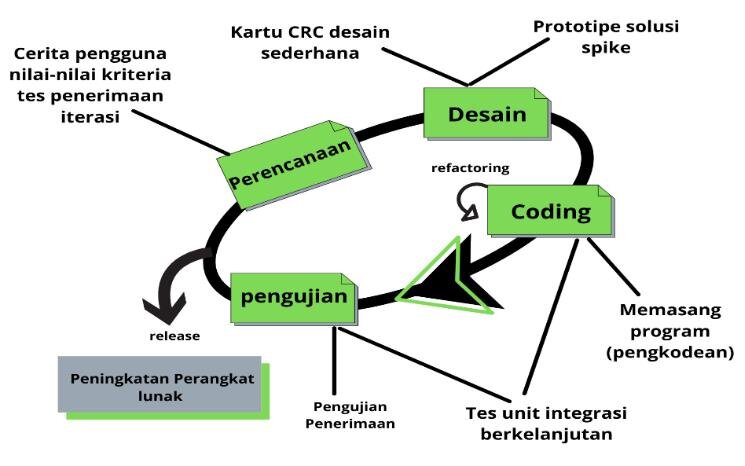 Kartu CRC desain
sederhana
Prototipe solusi
spike
Cerita pengguna
nilai-nilai kriteria
tes penerimaan
iterasi
Desain
Perencanaan
refactoring
Coding
pengujian
release
Memasang
program
(pengkodean)
Peningkatan Perangkat
lunak
Pengujian
Penerimaan
Tes unit integrasi
berkelanjutan